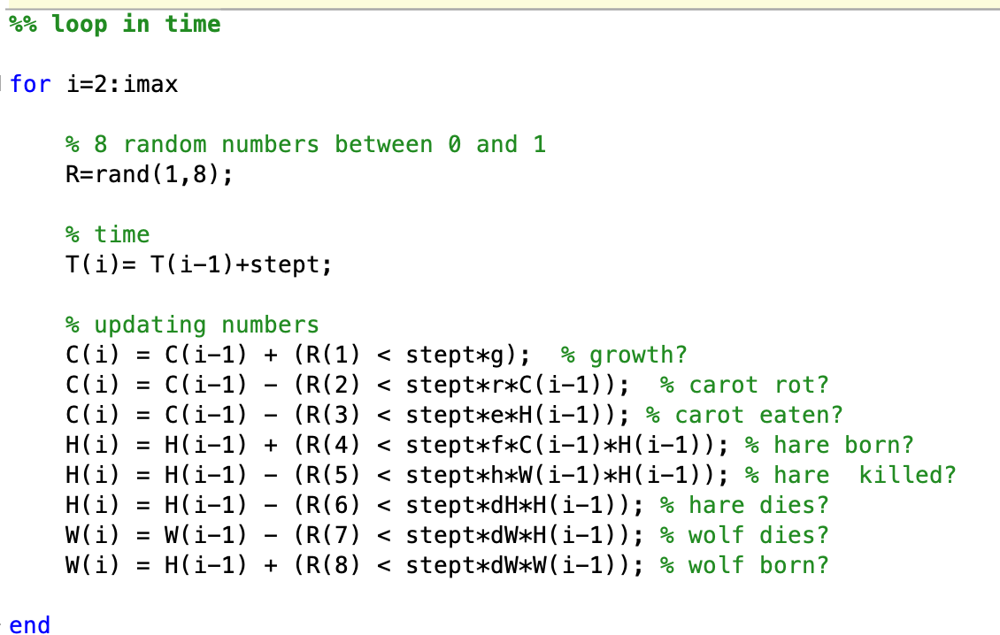 %% loop in time
for i=2:imax
% 8 random numbers between 0 and 1
R=rand(1,8);
% time
T(i)= T(i-1)+stept;
% updating numbers
C(i) = C(i-1) + (R(1) < stept*g);  % growth?
C(i) = C(i-1) - (R(2) < stept*r*C(i-1));  % carot rot?
C(i) = C(i-1) - (R(3) < stept*e*H(i-1)); % carot eaten?
H(i) = H(i-1) + (R(4) < stept*f*C(i-1)*H(i-1)); % hare born?
H(i) = H(i-1) - (R(5) < stept*h*W(i-1)*H(i-1)); % hare  killed?
H(i) = H(i-1) - (R(6) < stept*dH*H(i-1)); % hare dies?
W(i) = W(i-1) - (R(7) < stept*dW*H(i-1)); % wolf dies?
W(i) = H(i-1) + (R(8) < stept*dW*W(i-1)); % wolf born?
end